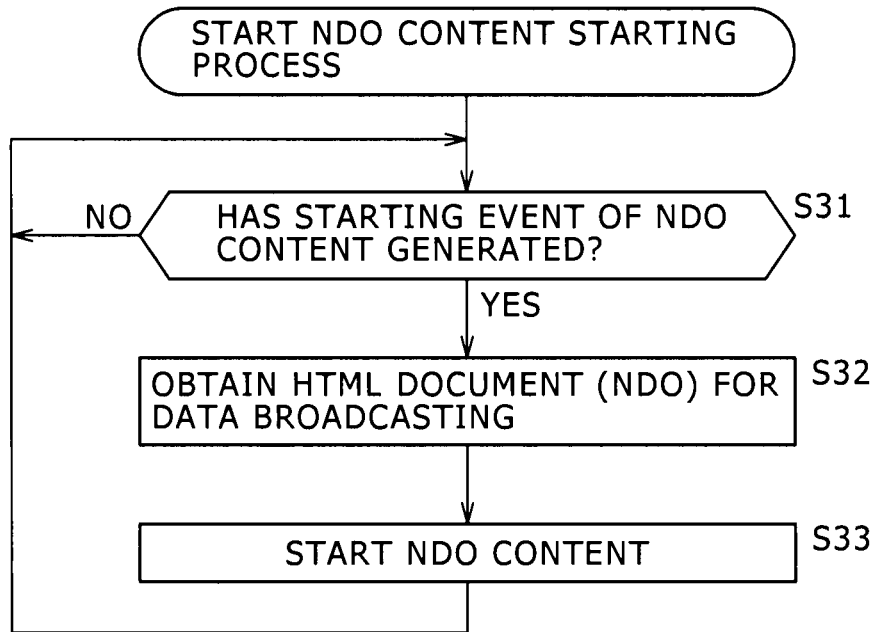 START NDO CONTENT STARTING
PROCESS
NO
HAS STARTING EVENT OF NDO
CONTENT GENERATED?
S31
YES
OBTAIN HTML DOCUMENT (NDO) FOR
DATA BROADCASTING
S32
START NDO CONTENT
S33